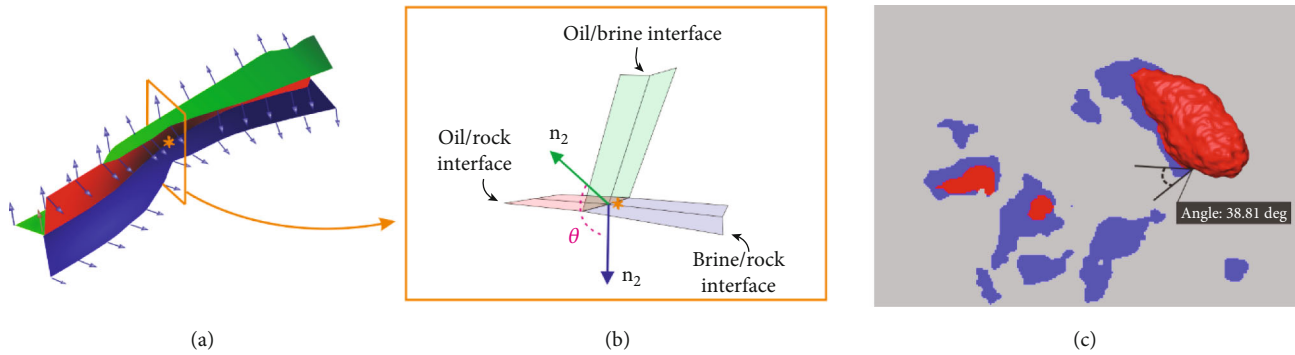 Oil/brine interface
n2
Oil/rock
interface
θ
n2
Brine/rock
interface
Angle: 38.81 deg
(a)
(b)
(c)